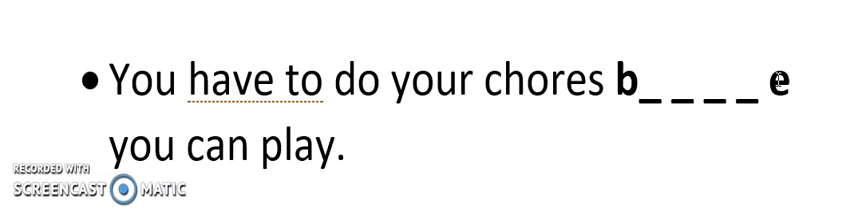 • You have to do your chores b_ _ _ _ e
you can play.
RECORDED WITH
SCREENCAST MATIC